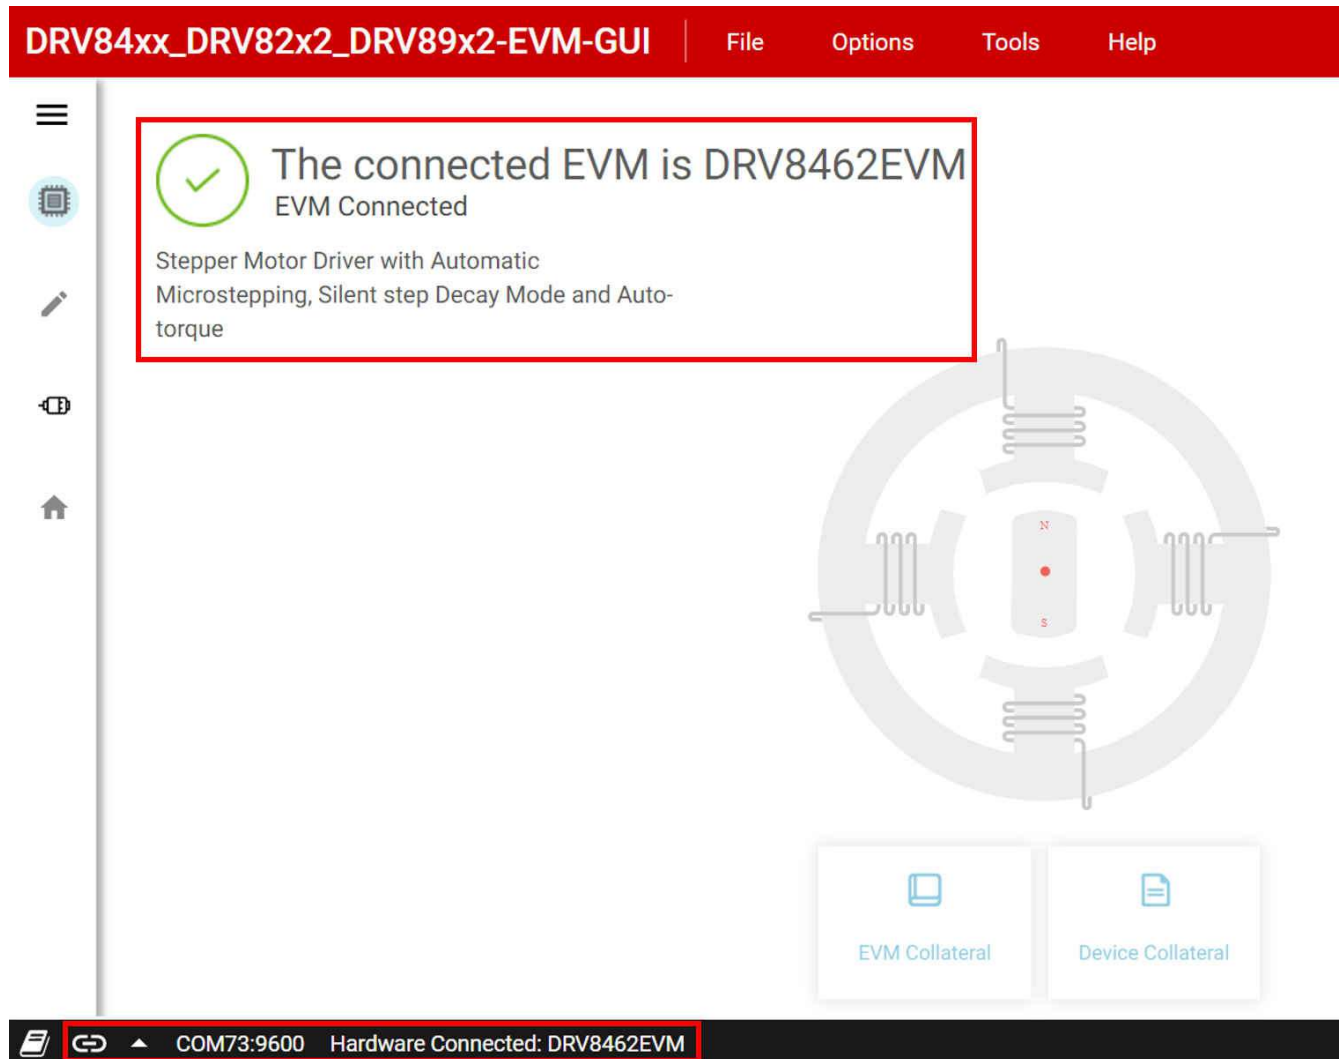 DRV84xx_DRV82x2_DRV89x2-EVM-GUI File Options Tools Help
The connected EVM is DRV8462EVM
EVM Connected
Stepper Motor Driver with Automatic
Microstepping, Silent step Decay Mode and Auto-
torque
N
S
EVM Collateral Device Collateral
COM73:9600 Hardware Connected: DRV8462EVM